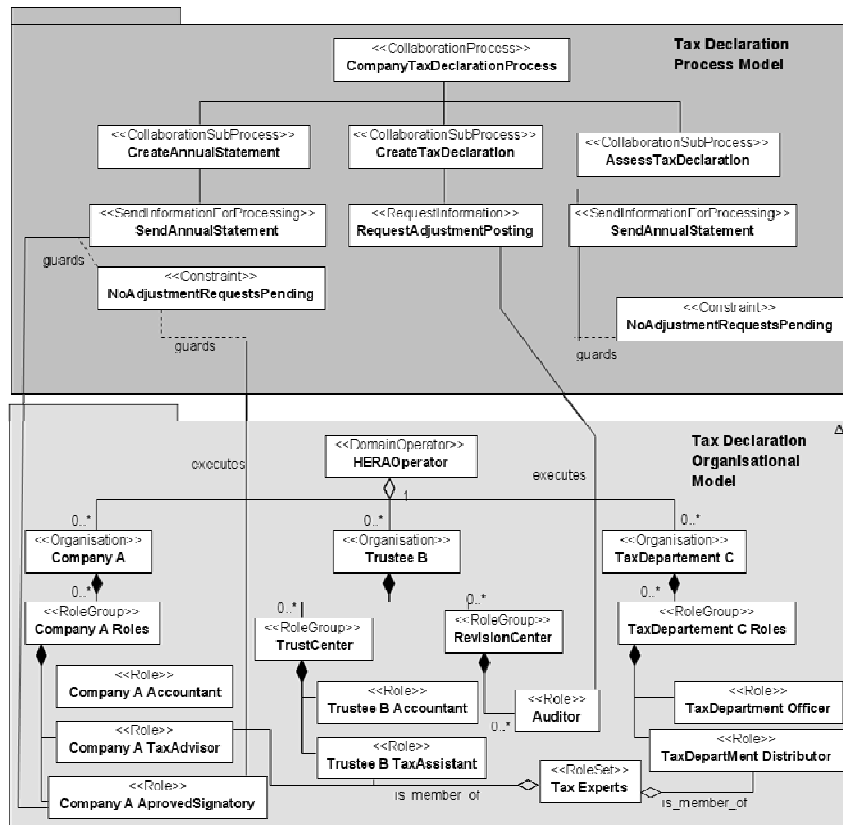 <<CollaborationProcess>>
CompanyTaxDeclarationProcess
Tax Declaration
Process Model
<<CollaborationSubProcess>>
CreateAnnualStatement
<<CollaborationSubProcess>>
CreateTaxDeclaration
<<CollaborationSubProcess>>
AssessTaxDeclaration
<<SendInformationForProcessing>>
SendAnnualStatement
<<RequestInformation>>
RequestAdjustmentPosting
<<SendInformationForProcessing>>
SendAnnualStatement
guards
<<Constraint>>
NoAdjustmentRequestsPending
guards
<<Constraint>>
NoAdjustmentRequestsPending
guards
Tax Declaration
Organisational
Model
<<DomainOperator>>
HERAOperator
executes
executes
1
0..*
0..*
0..*
<<Organisation>>
Company A
<<Organisation>>
Trustee B
<<Organisation>>
TaxDepartement C
0..*
0..*
0..*
0..*
<<RoleGroup>>
Company A Roles
<<RoleGroup>>
TrustCenter
<<RoleGroup>>
RevisionCenter
<<RoleGroup>>
TaxDepartement C Roles
<<Role>>
Company A Accountant
<<Role>>
Trustee B Accountant
0..*
<<Role>>
Auditor
<<Role>>
TaxDepartment Officer
<<Role>>
Company A TaxAdvisor
<<Role>>
Trustee B TaxAssistant
<<Role>>
TaxDepartMent Distributor
<<Role>>
Company A AprovedSignatory
is_member_of
<<RoleSet>>
Tax Experts
is_member_of